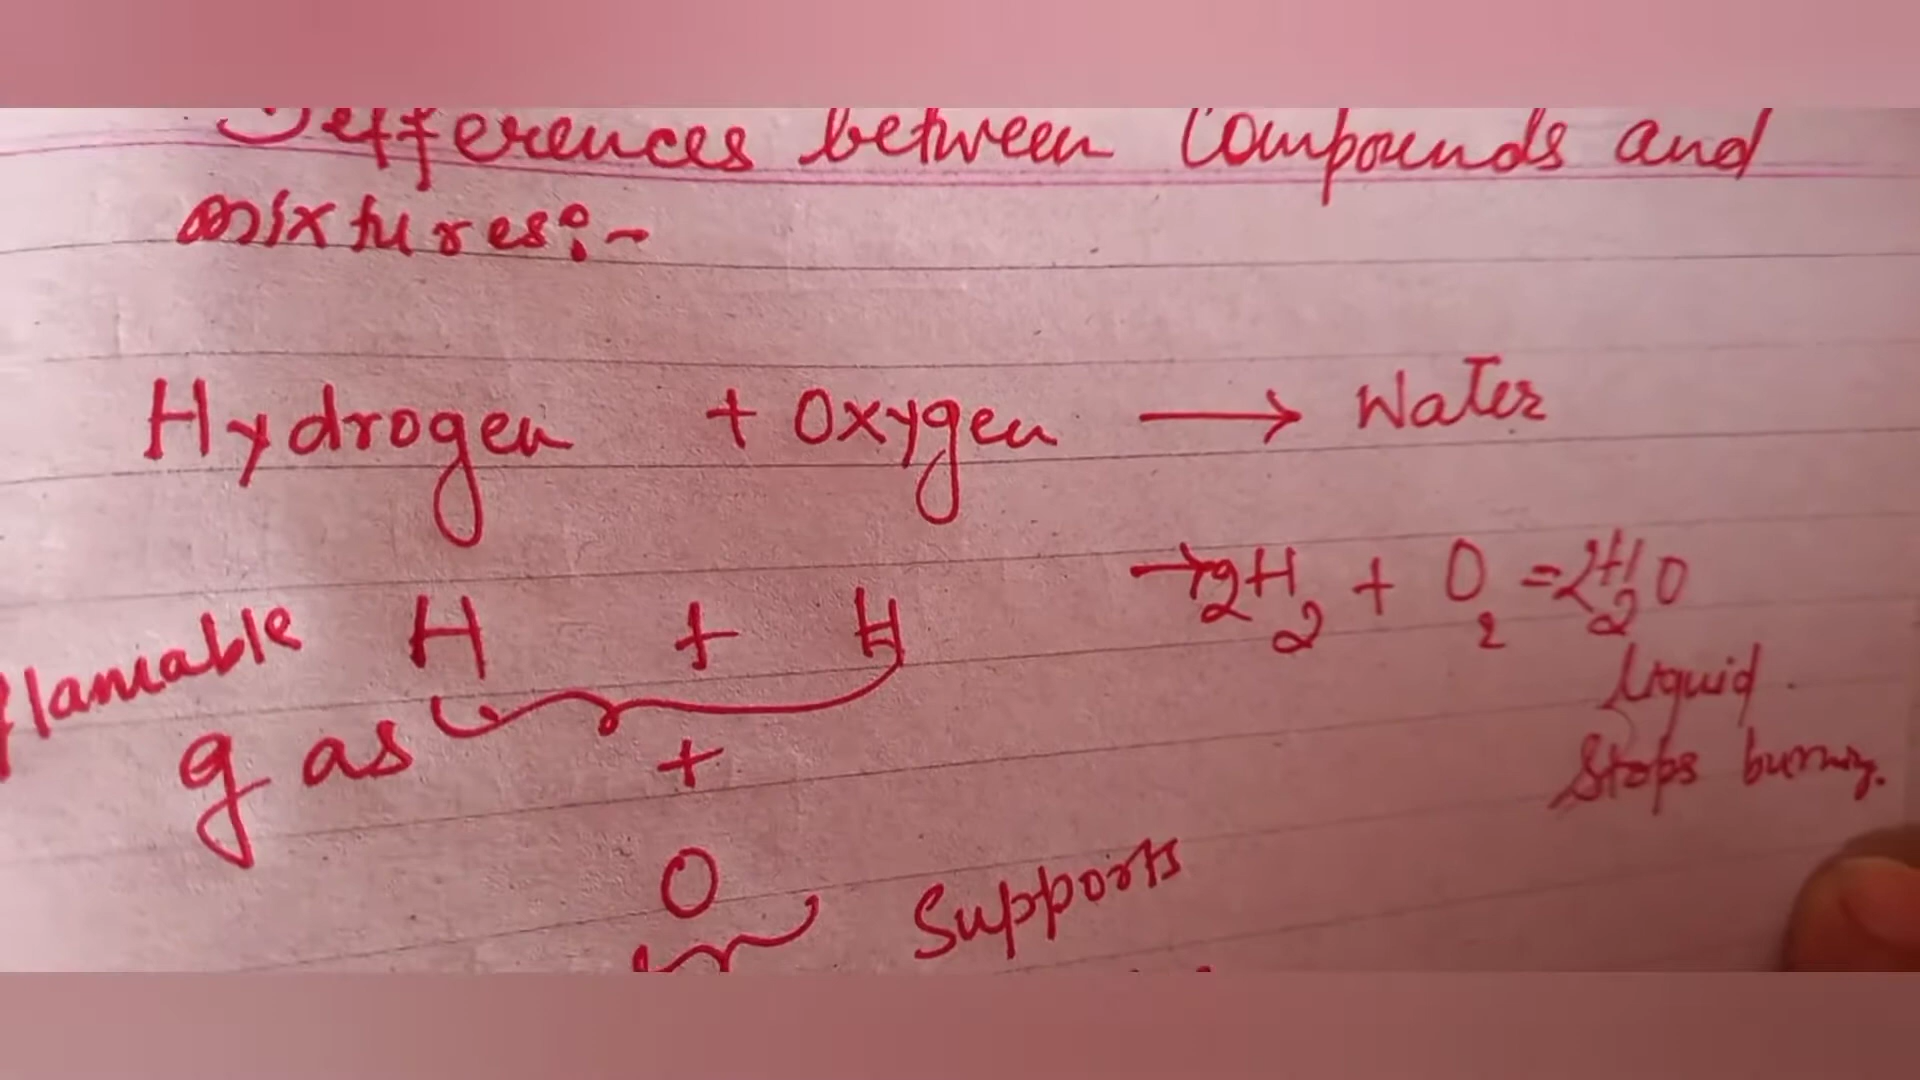 Differences between Compounds and
mixtures:-
Hydrogen + Oxygen → Water
→ 2H₂ + O₂ = 2H₂O
flamable H + H
gas
Liquid
+
Stops burning.
O
Supports